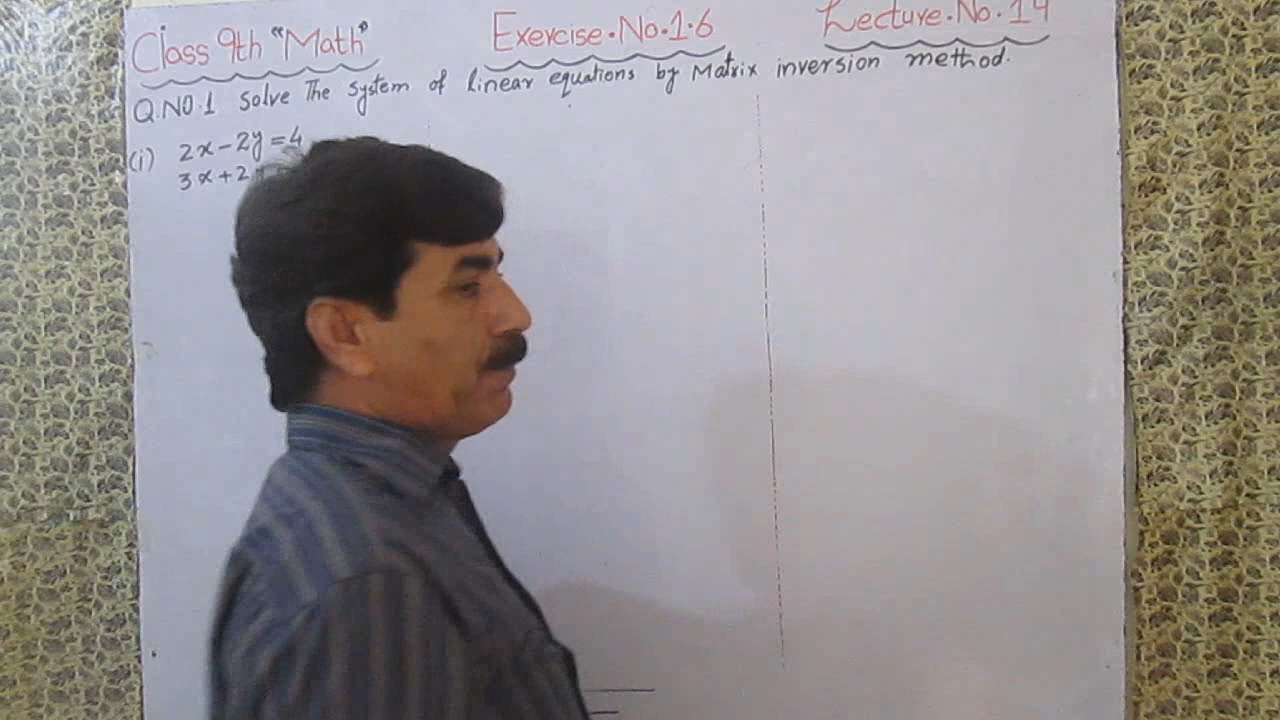 Class 9th "Math" Exercise.No.1.6 Lecture.No.14
Q.NO.1 Solve The system of linear equations by Matrix inversion method.
(i) 2x-2y=4
3x+2